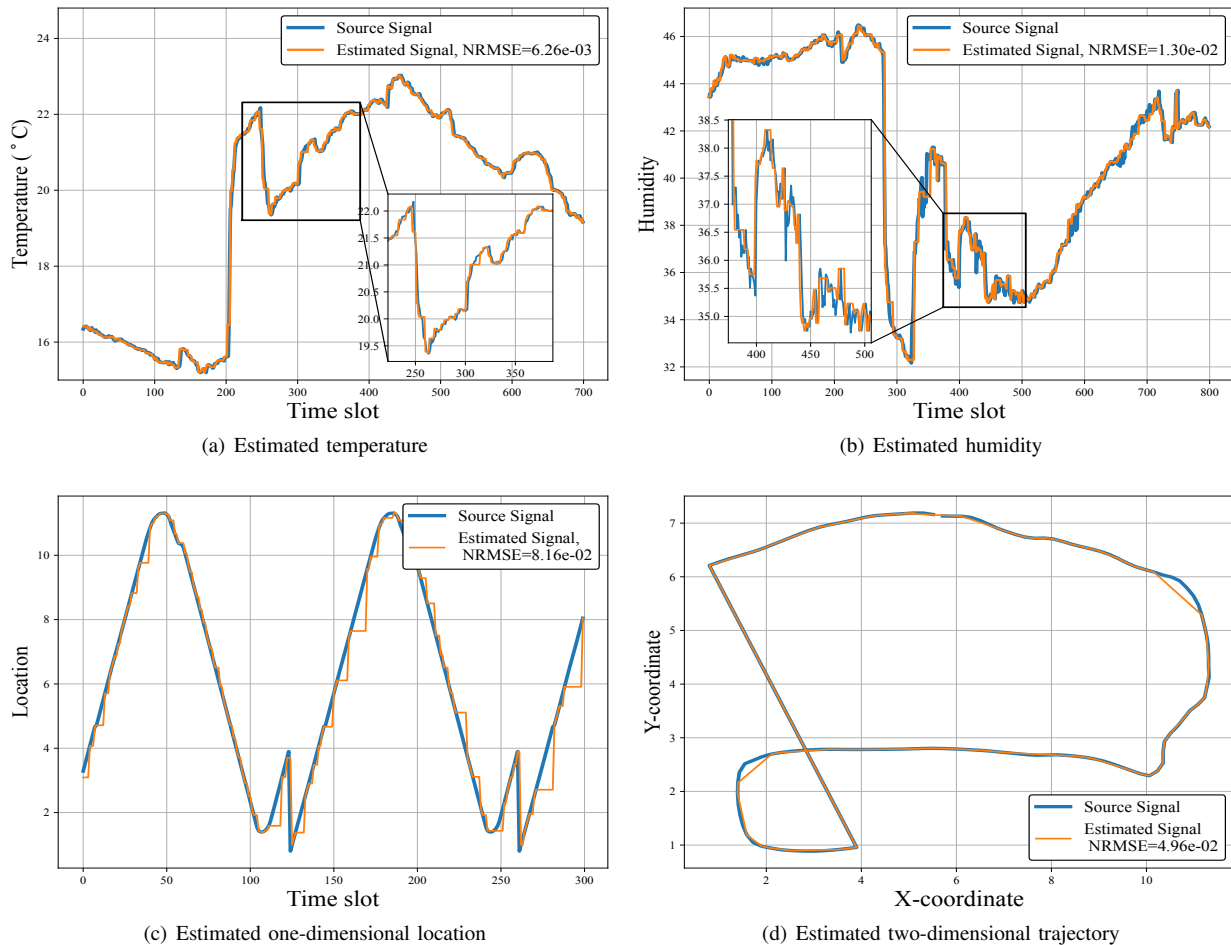 Source Signal
Estimated Signal, NRMSE=6.26e-03
24
22
20
18
16
Temperature (°C)
22.0
21.5
21.0
20.5
20.0
19.5
250 300 350
0 100 200 300 400 500 600 700
Time slot
(a) Estimated temperature
Source Signal
Estimated Signal, NRMSE=1.30e-02
46
44
42
40
38
36
34
32
Humidity
38.5
38.0
37.5
37.0
36.5
36.0
35.5
35.0
400 450 500
0 100 200 300 400 500 600 700 800
Time slot
(b) Estimated humidity
Source Signal
Estimated Signal,
NRMSE=8.16e-02
10
8
6
4
2
Location
0 50 100 150 200 250 300
Time slot
(c) Estimated one-dimensional location
7
6
5
4
3
2
1
Y-coordinate
Source Signal
Estimated Signal
NRMSE=4.96e-02
2 4 6 8 10
X-coordinate
(d) Estimated two-dimensional trajectory